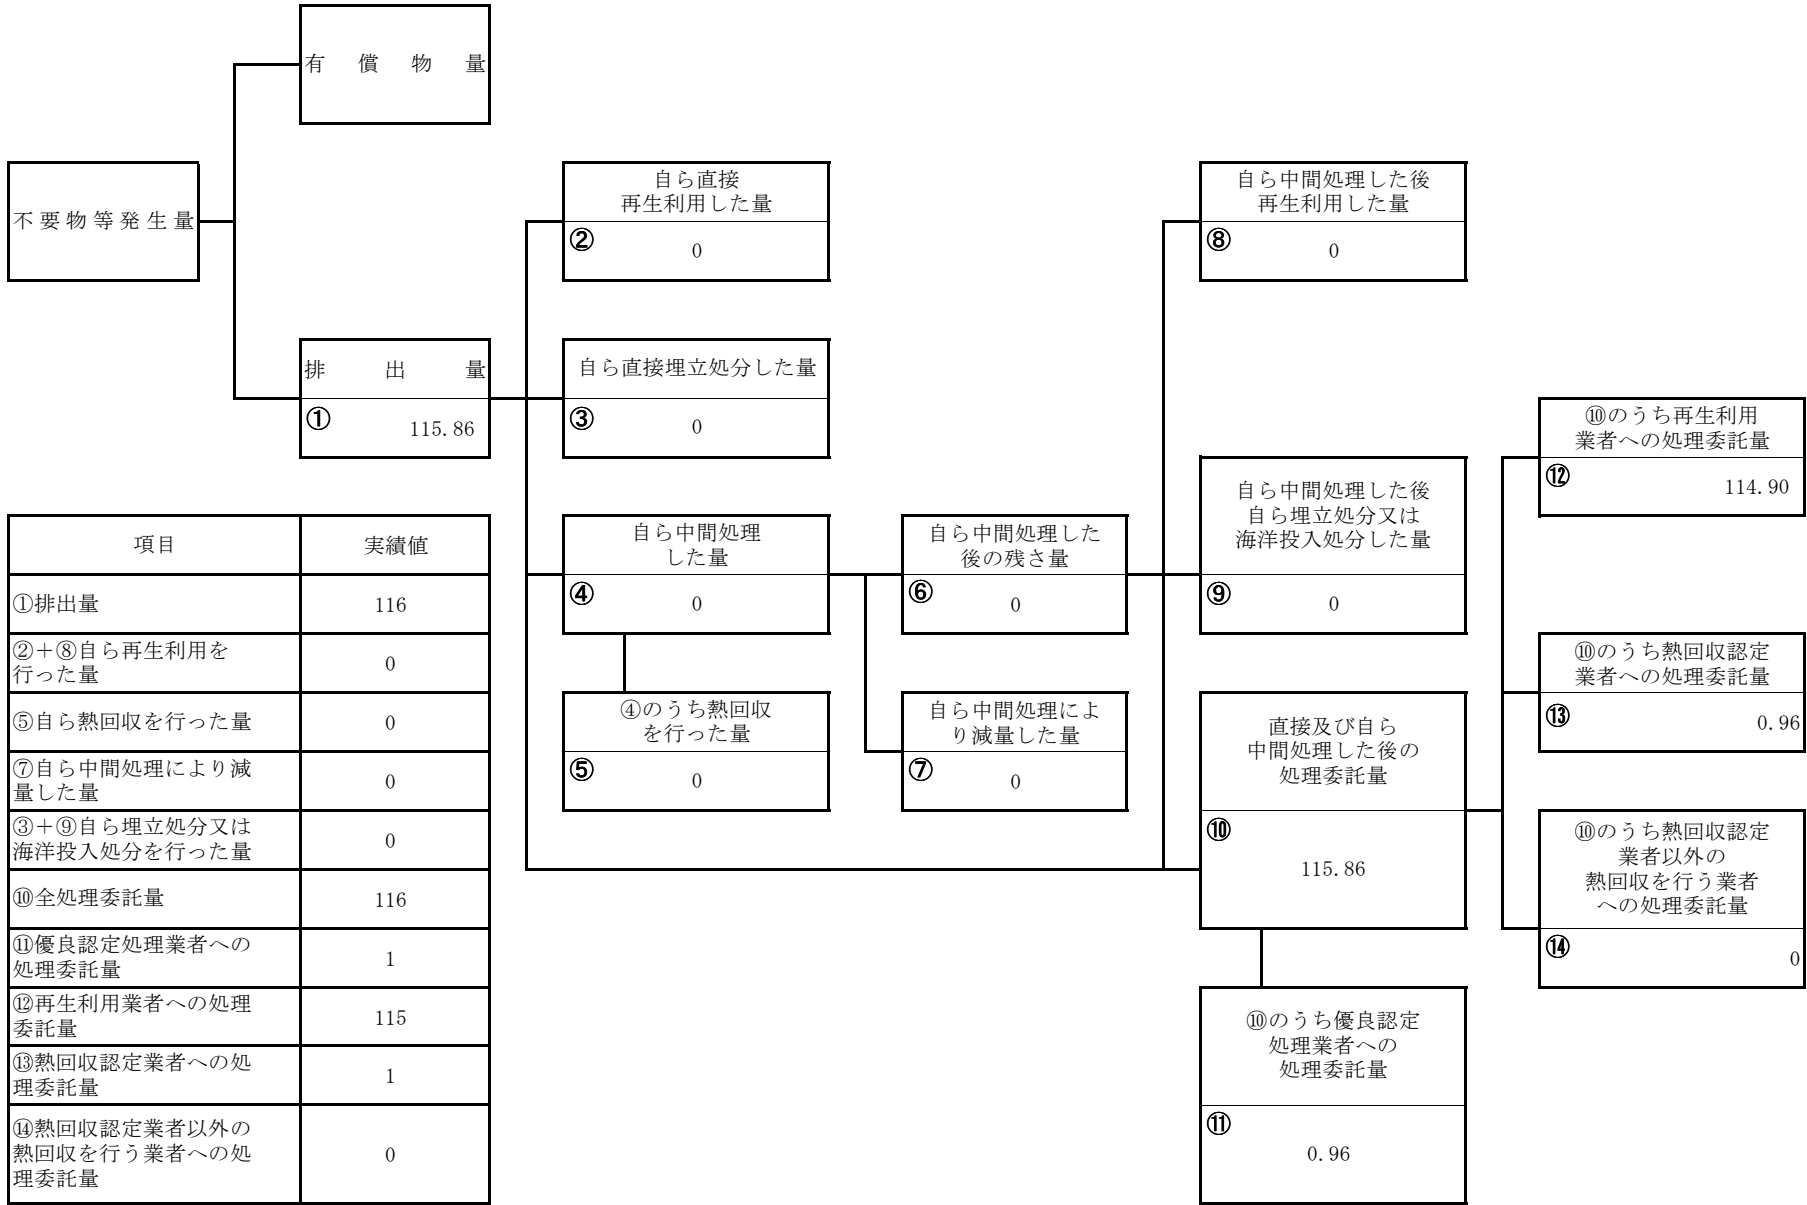 有償物量
不要物等発生量
排出量
①
115.86
自ら直接
再生利用した量
②
0
自ら直接埋立処分した量
③
0
自ら中間処理
した量
④
0
④のうち熱回収
を行った量
⑤
0
自ら中間処理した
後の残さ量
⑥
0
自ら中間処理によ
り減量した量
⑦
0
自ら中間処理した後
再生利用した量
⑧
0
自ら中間処理した後
自ら埋立処分又は
海洋投入処分した量
⑨
0
直接及び自ら
中間処理した後の
処理委託量
⑩
115.86
⑩のうち優良認定
処理業者への
処理委託量
⑪
0.96
⑩のうち再生利用
業者への処理委託量
⑫
114.90
⑩のうち熱回収認定
業者への処理委託量
⑬
0.96
⑩のうち熱回収認定
業者以外の
熱回収を行う業者
への処理委託量
⑭
0
項目 実績値
①排出量 116
②+⑧自ら再生利用を
行った量 0
⑤自ら熱回収を行った量 0
⑦自ら中間処理により減
量した量 0
③+⑨自ら埋立処分又は
海洋投入処分を行った量 0
⑩全処理委託量 116
⑪優良認定処理業者への
処理委託量 1
⑫再生利用業者への処理
委託量 115
⑬熱回収認定業者への処
理委託量 1
⑭熱回収認定業者以外の
熱回収を行う業者への処
理委託量 0